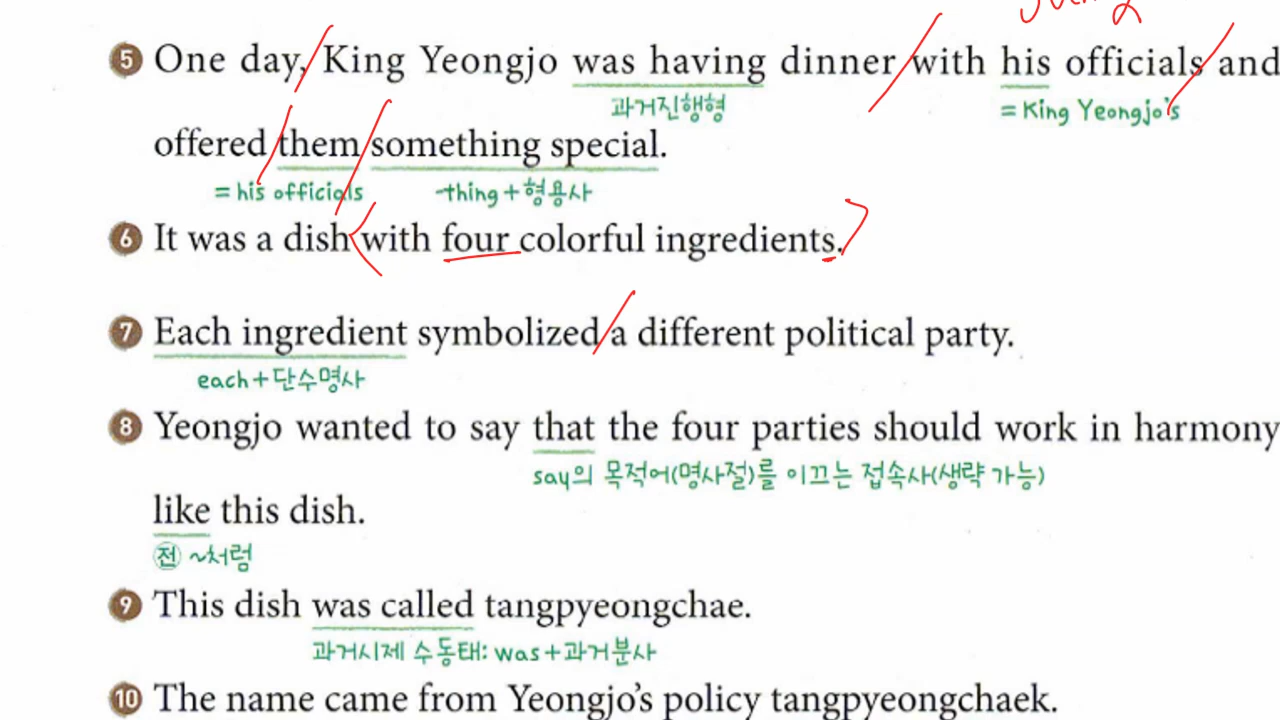 5 One day, King Yeongjo was having dinner with his officials and
과거진행형 = King Yeongjo's
offered them something special.
= his officials -thing + 형용사
6 It was a dish with four colorful ingredients.
7 Each ingredient symbolized a different political party.
each + 단수명사
8 Yeongjo wanted to say that the four parties should work in harmony
say의 목적어(명사절)를 이끄는 접속사(생략 가능)
like this dish.
전 ~처럼
9 This dish was called tangpyeongchae.
과거시제 수동태: was + 과거분사
10 The name came from Yeongjo's policy tangpyeongchaek.